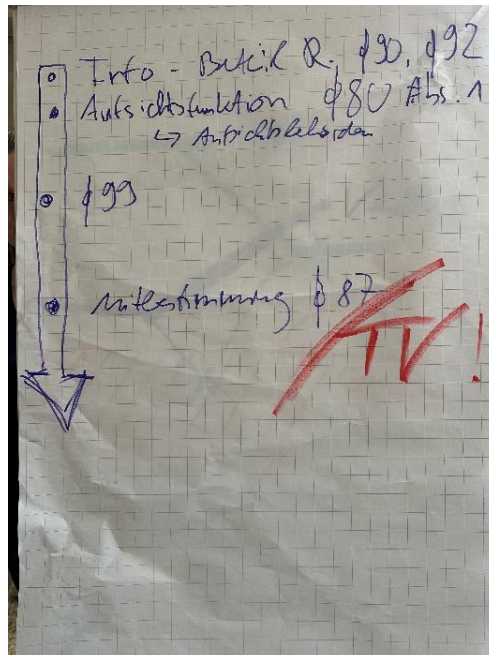 Info - Beteil R. §90, §92
Aufsichtsfunktion §80 Abs. 1
↳ Aufsichtsbehörden
§99
Mitbestimmung §87
TV!